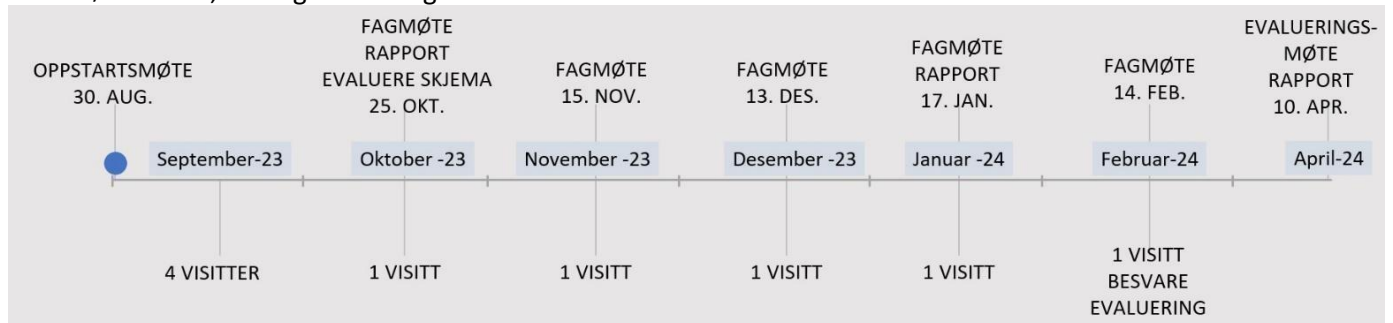 OPPSTARTSMØTE
30. AUG.
FAGMØTE
RAPPORT
EVALUERE SKJEMA
25. OKT.
FAGMØTE
15. NOV.
FAGMØTE
13. DES.
FAGMØTE
RAPPORT
17. JAN.
FAGMØTE
14. FEB.
EVALUERINGS-
MØTE
RAPPORT
10. APR.
September-23
Oktober -23
November -23
Desember -23
Januar -24
Februar-24
April-24
4 VISITTER
1 VISITT
1 VISITT
1 VISITT
1 VISITT
1 VISITT
BESVARE
EVALUERING